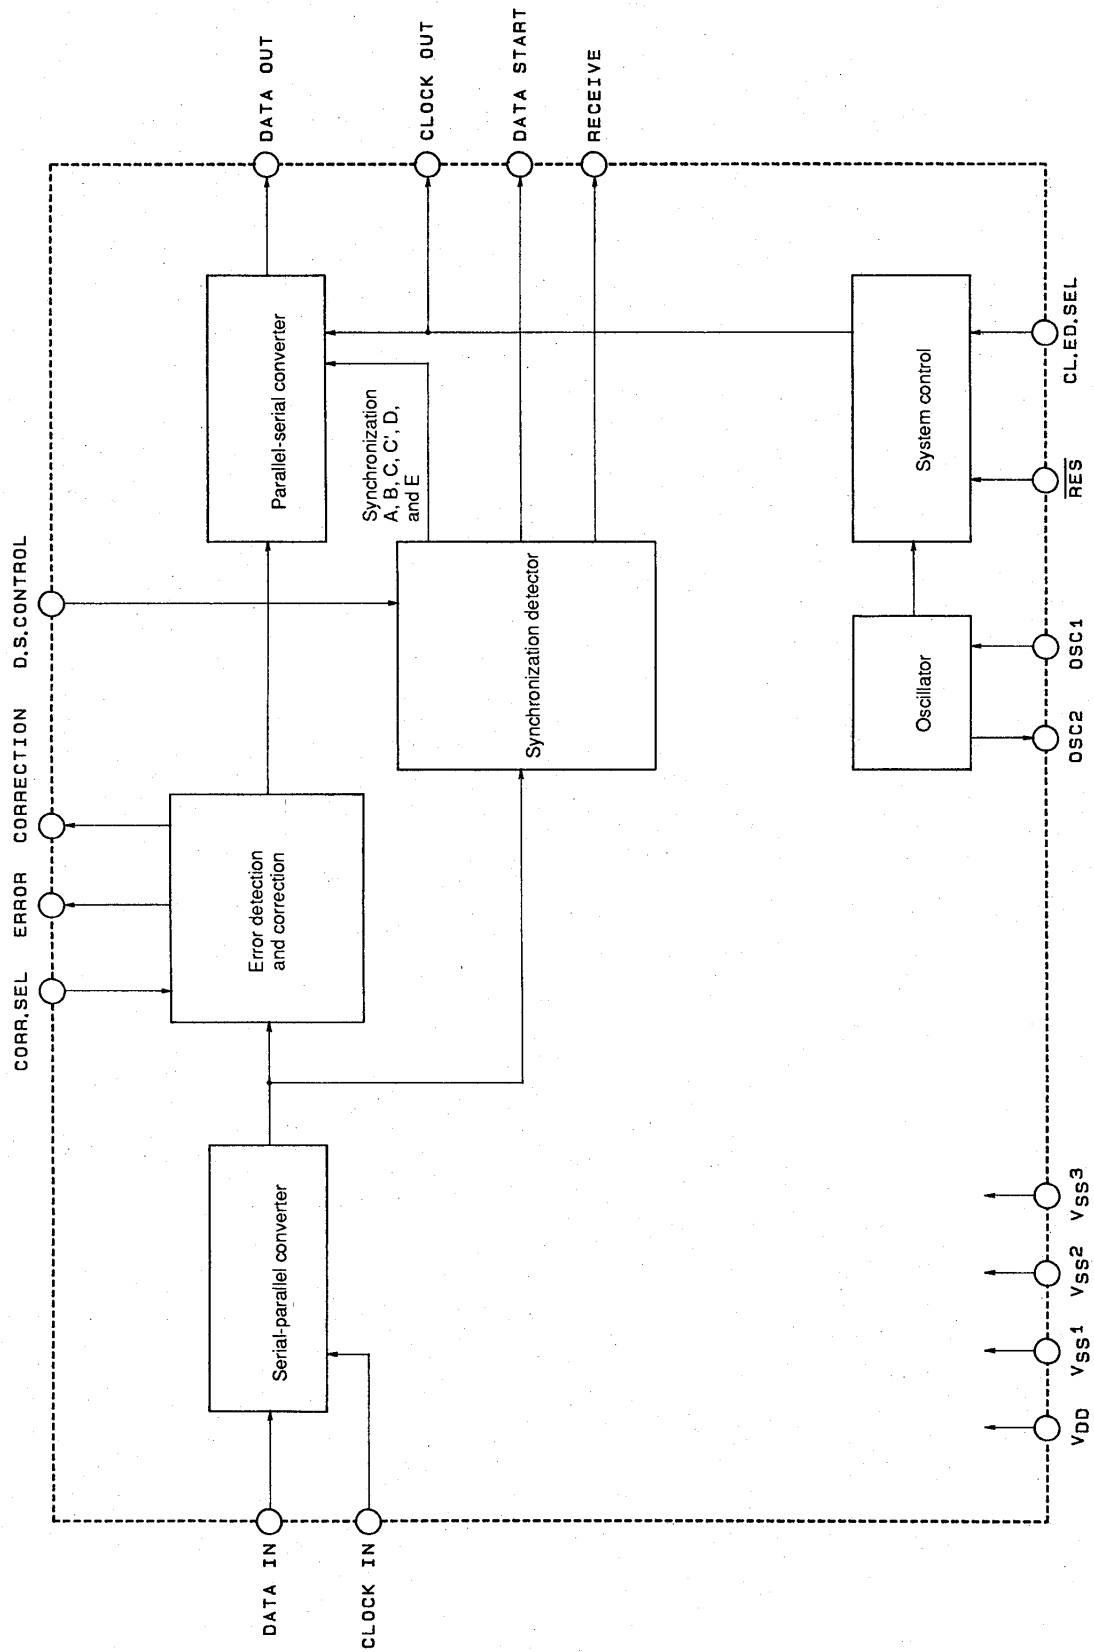 CORR.SEL
ERROR
CORRECTION
D.S.CONTROL
DATA IN
CLOCK IN
Serial-parallel converter
Error detection
and correction
Parallel-serial converter
Synchronization
A, B, C, C', D,
and E
Synchronization detector
Oscillator
System control
DATA OUT
CLOCK OUT
DATA START
RECEIVE
VDD
VSS1
VSS2
VSS3
OSC2
OSC1
RES
CL.ED.SEL